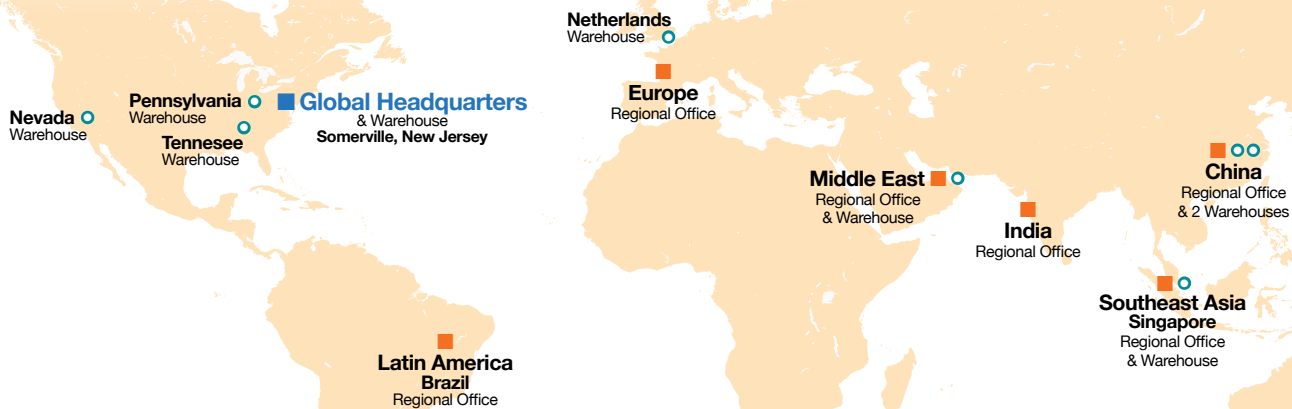 Nevada
Warehouse
Pennsylvania
Warehouse
Tennesee
Warehouse
Global Headquarters
& Warehouse
Somerville, New Jersey
Latin America
Brazil
Regional Office
Netherlands
Warehouse
Europe
Regional Office
Middle East
Regional Office
& Warehouse
India
Regional Office
China
Regional Office
& 2 Warehouses
Southeast Asia
Singapore
Regional Office
& Warehouse